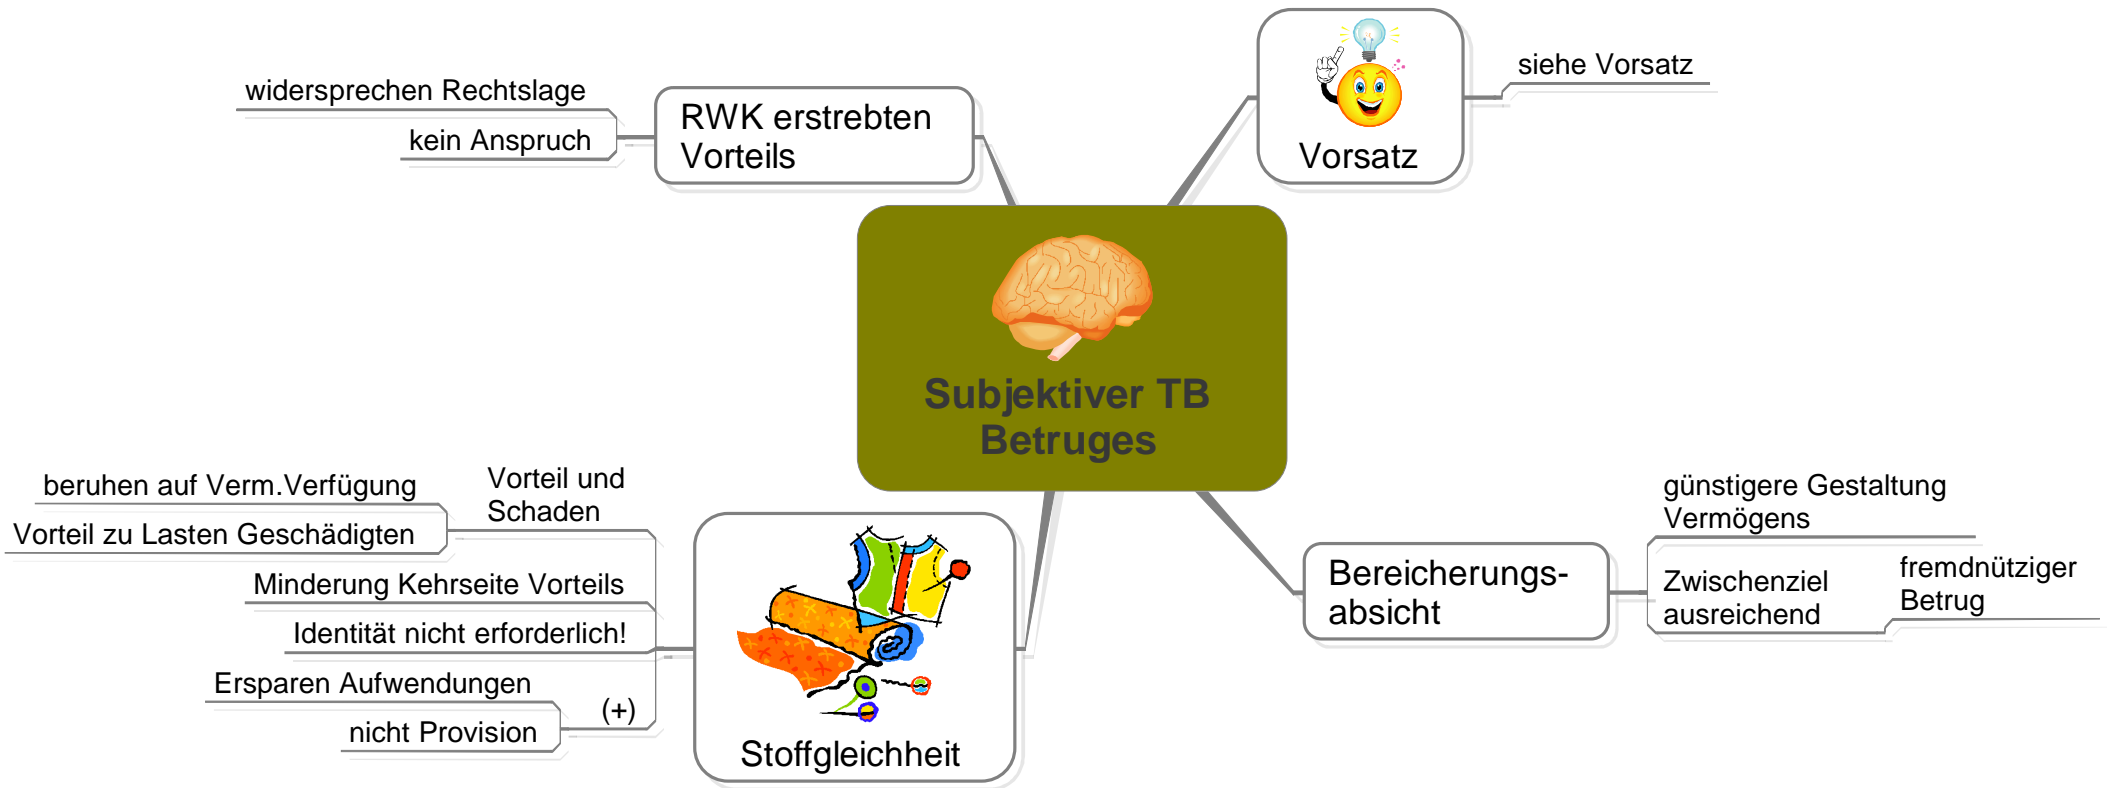 Subjektiver TB
Betruges
Vorsatz
siehe Vorsatz
Bereicherungs-
absicht
günstigere Gestaltung
Vermögens
Zwischenziel
ausreichend
fremdnütziger
Betrug
Stoffgleichheit
Vorteil und
Schaden
beruhen auf Verm.Verfügung
Vorteil zu Lasten Geschädigten
Minderung Kehrseite Vorteils
Identität nicht erforderlich!
(+)
Ersparen Aufwendungen
nicht Provision
RWK erstrebten
Vorteils
widersprechen Rechtslage
kein Anspruch